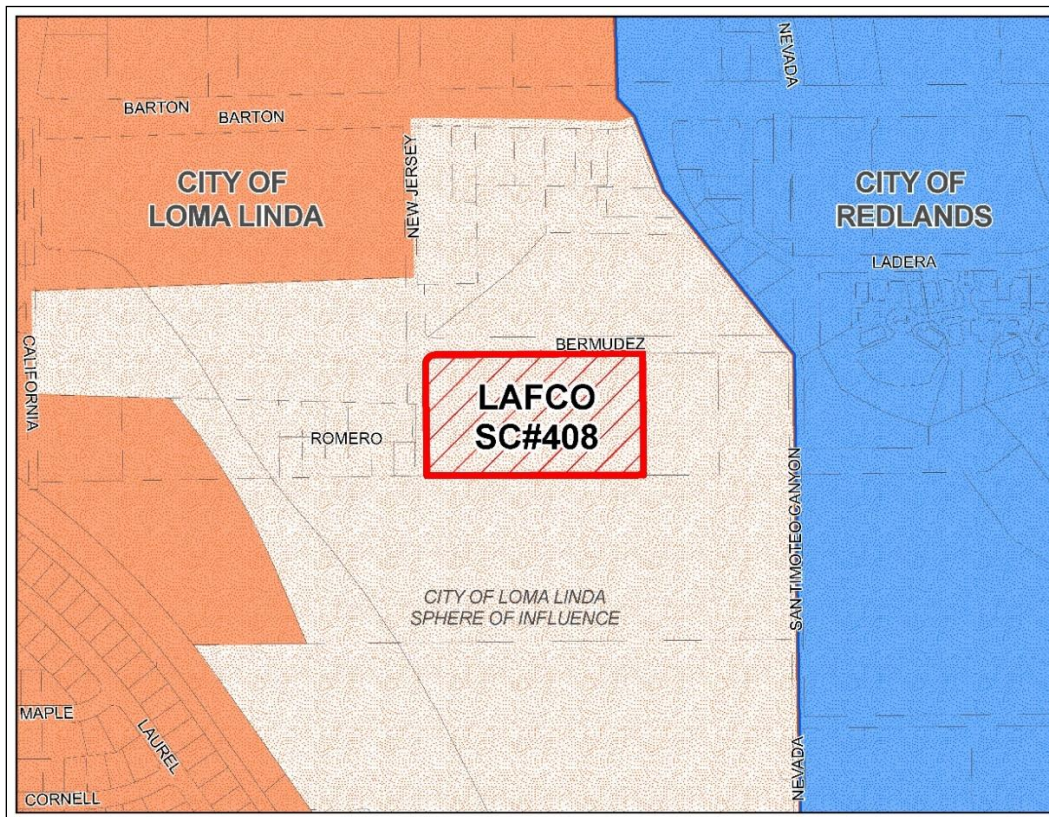 NEVADA
BARTON
BARTON
NEW JERSEY
CITY OF
LOMA LINDA
CITY OF
REDLANDS
LADERA
CALIFORNIA
BERMUDEZ
LAFCO
SC#408
ROMERO
SAN TIMOTEO CANYON
CITY OF LOMA LINDA
SPHERE OF INFLUENCE
MAPLE
LAUREL
NEVADA
CORNELL